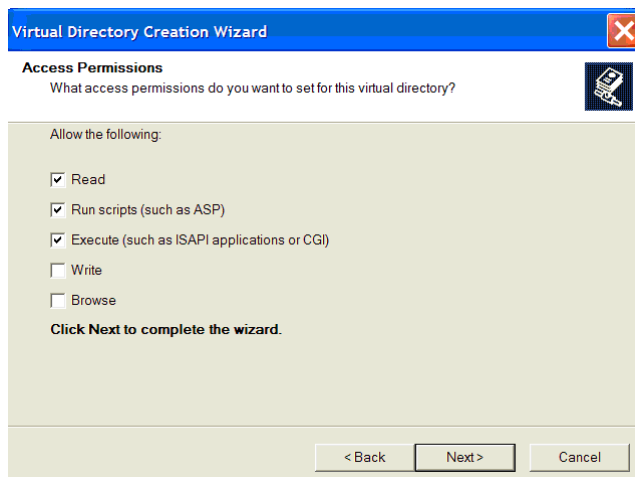 Virtual Directory Creation Wizard
Access Permissions
What access permissions do you want to set for this virtual directory?
Allow the following:
Read
Run scripts (such as ASP)
Execute (such as ISAPI applications or CGI)
Write
Browse
Click Next to complete the wizard.
< Back Next > Cancel